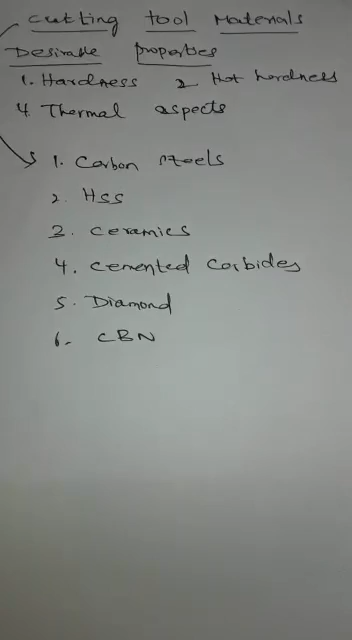 Cutting tool Materials
Desirable properties
1. Hardness 2 Hot hardness
4. Thermal aspects
1. Carbon steels
2. HSS
3. Ceramics
4. Cemented Carbides
5. Diamond
6. CBN